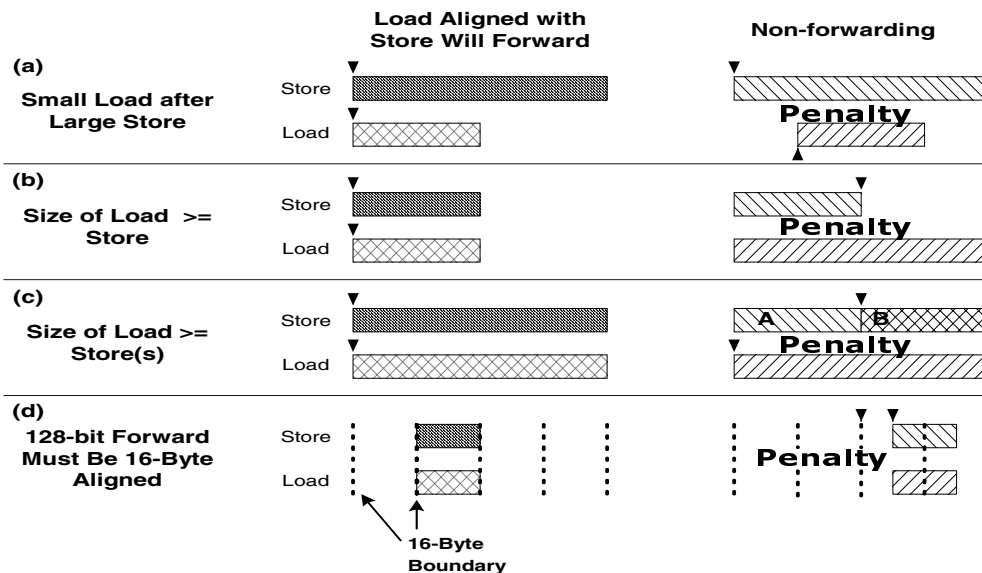 Load Aligned with
Store Will Forward
Non-forwarding
(a)
Small Load after
Large Store
Store
Load
Penalty
(b)
Size of Load >=
Store
Store
Load
Penalty
(c)
Size of Load >=
Store(s)
Store
Load
A
B
Penalty
(d)
128-bit Forward
Must Be 16-Byte
Aligned
Store
Load
Penalty
16-Byte
Boundary